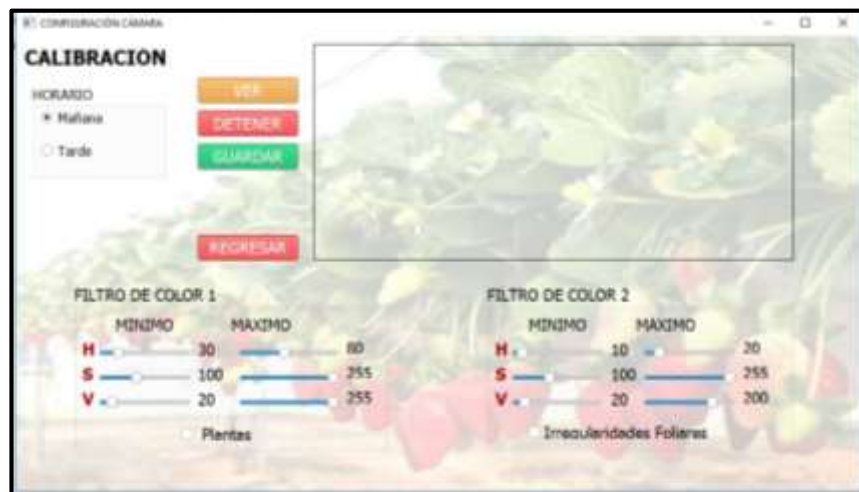 CONFIGURACIÓN CÁMARA
CALIBRACION
HORARIO
Mañana
Tarde
VER
DETENER
GUARDAR
REGRESAR
FILTRO DE COLOR 1
MINIMO MAXIMO
H 30 80
S 100 255
V 20 255
Plantas
FILTRO DE COLOR 2
MINIMO MAXIMO
H 10 20
S 100 255
V 20 200
Irregularidades Foliares